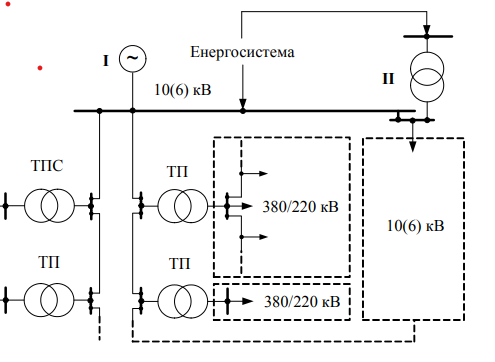 Енергосистема
I
~
II
10(6) кВ
ТПС
ТП
380/220 кВ
10(6) кВ
ТП
ТП
380/220 кВ